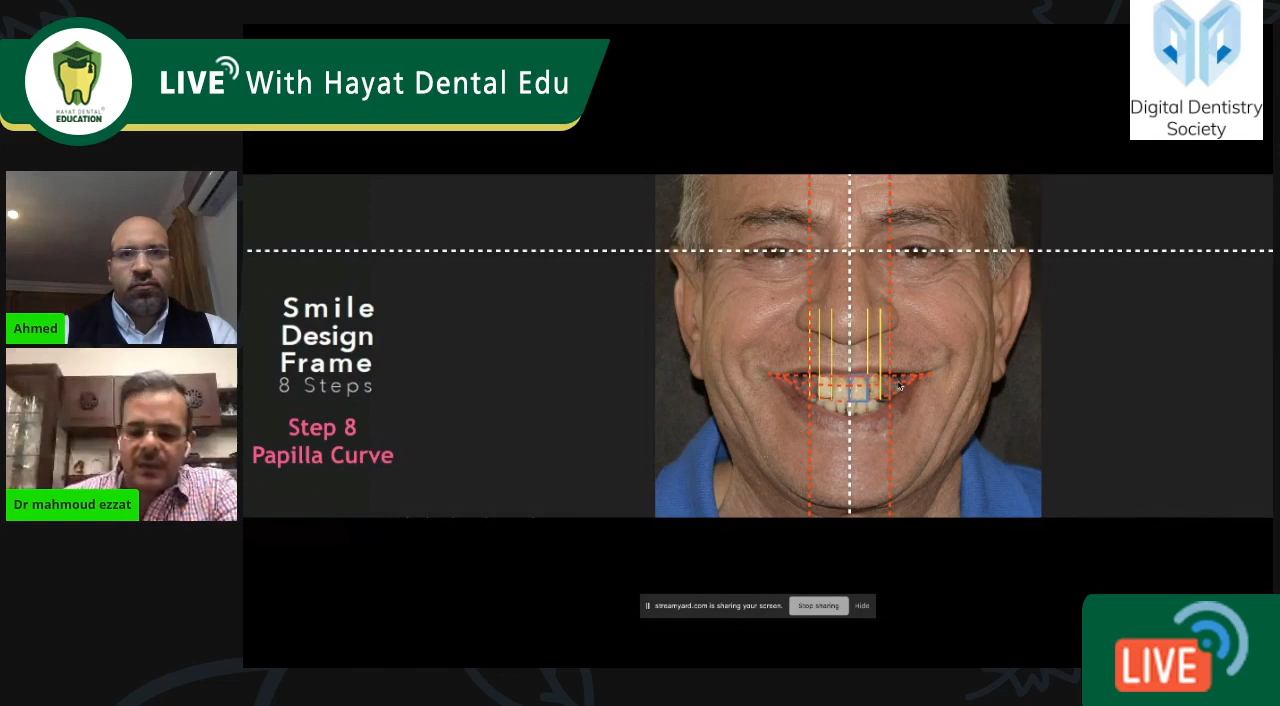 HAYAT DENTAL
EDUCATION
LIVE With Hayat Dental Edu
Digital Dentistry
Society
Ahmed
Dr mahmoud ezzat
Smile
Design
Frame
8 Steps
Step 8
Papilla Curve
streamyard.com is sharing your screen.
Stop sharing
Hide
LIVE